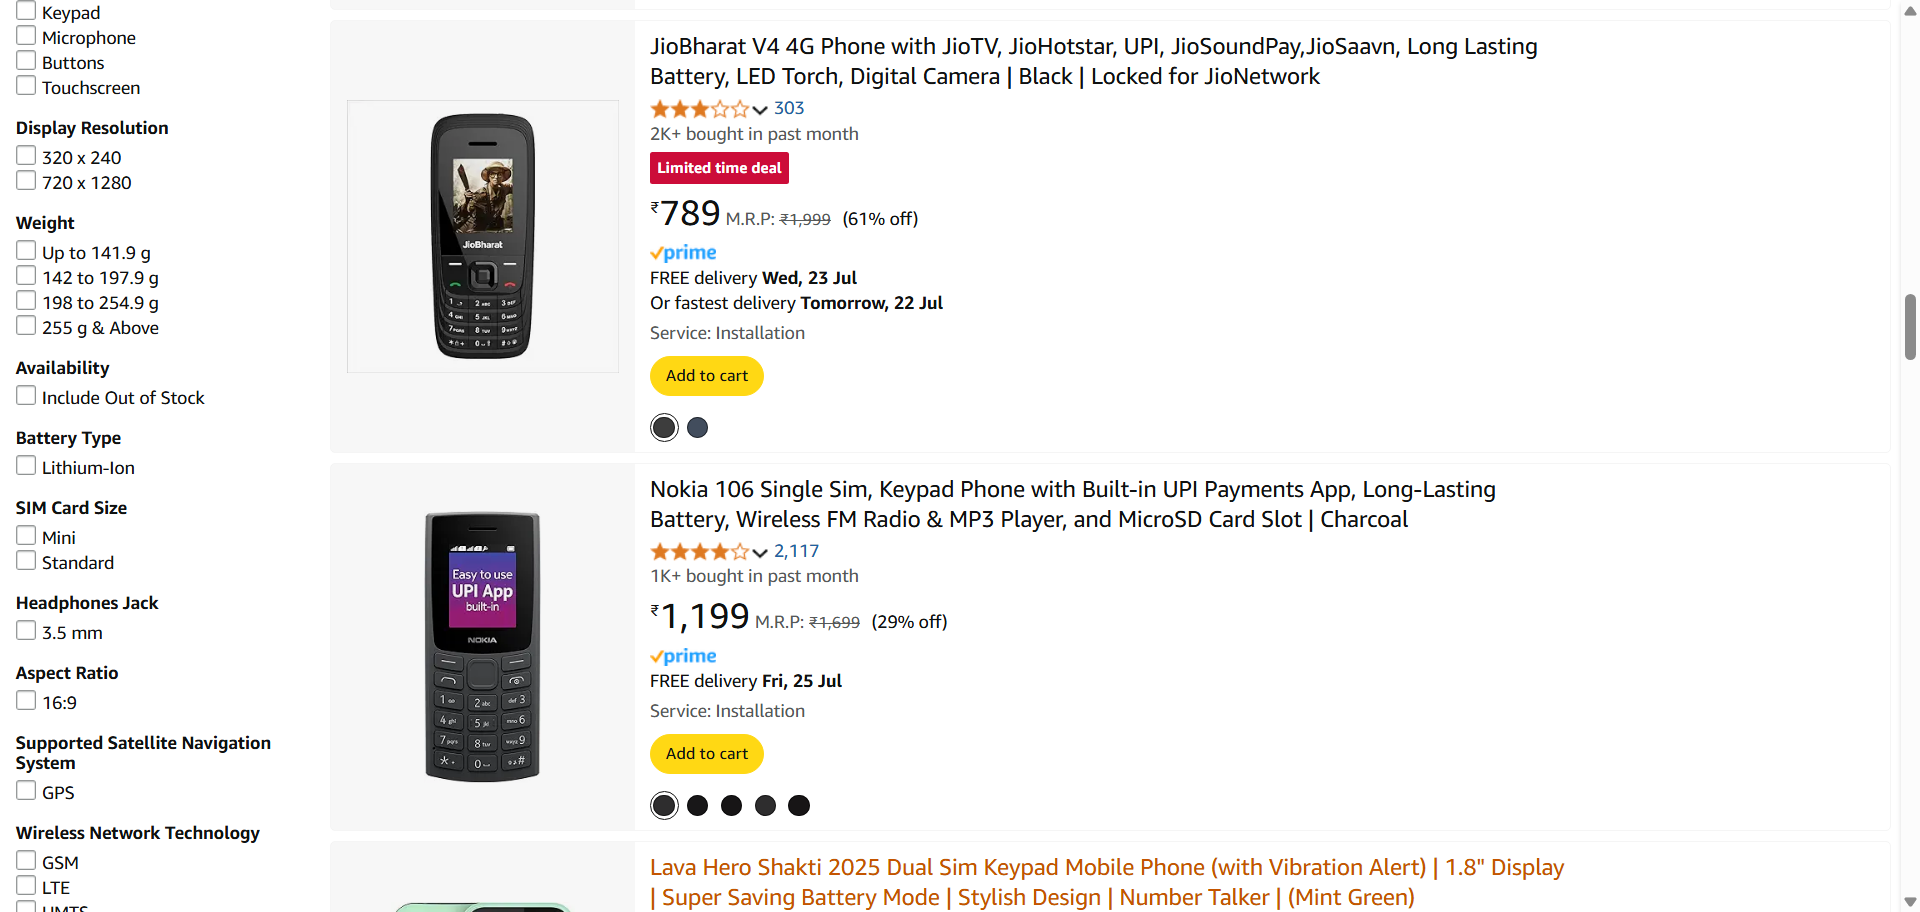 Keypad
Microphone
Buttons
Touchscreen
Display Resolution
320 x 240
720 x 1280
Weight
Up to 141.9 g
142 to 197.9 g
198 to 254.9 g
255 g & Above
Availability
Include Out of Stock
Battery Type
Lithium-Ion
SIM Card Size
Mini
Standard
Headphones Jack
3.5 mm
Aspect Ratio
16:9
Supported Satellite Navigation
System
GPS
Wireless Network Technology
GSM
LTE
UMTS
JioBharat
JioBharat V4 4G Phone with JioTV, JioHotstar, UPI, JioSoundPay,JioSaavn, Long Lasting
Battery, LED Torch, Digital Camera | Black | Locked for JioNetwork
303
2K+ bought in past month
Limited time deal
₹789 M.R.P: ₹1,999 (61% off)
prime
FREE delivery Wed, 23 Jul
Or fastest delivery Tomorrow, 22 Jul
Service: Installation
Add to cart
Easy to use
UPI App
built-in
NOKIA
Nokia 106 Single Sim, Keypad Phone with Built-in UPI Payments App, Long-Lasting
Battery, Wireless FM Radio & MP3 Player, and MicroSD Card Slot | Charcoal
2,117
1K+ bought in past month
₹1,199 M.R.P: ₹1,699 (29% off)
prime
FREE delivery Fri, 25 Jul
Service: Installation
Add to cart
Lava Hero Shakti 2025 Dual Sim Keypad Mobile Phone (with Vibration Alert) | 1.8" Display
| Super Saving Battery Mode | Stylish Design | Number Talker | (Mint Green)